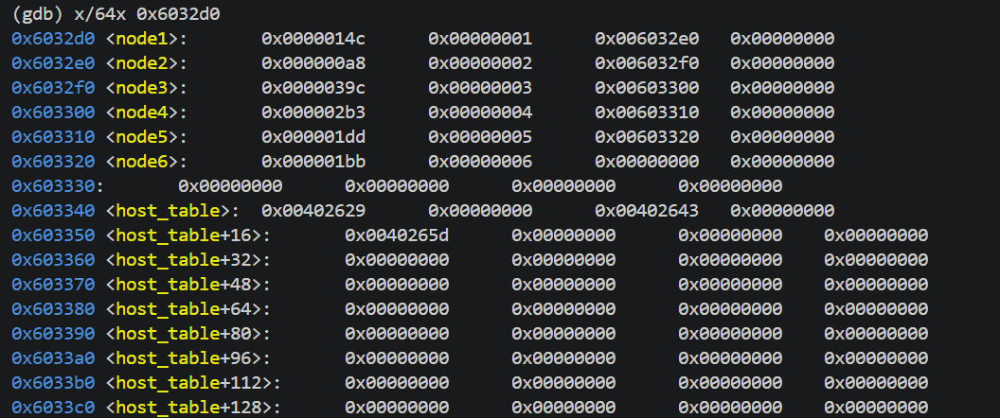 (gdb) x/64x 0x6032d0
0x6032d0 <node1>: 0x0000014c 0x00000001 0x006032e0 0x00000000
0x6032e0 <node2>: 0x000000a8 0x00000002 0x006032f0 0x00000000
0x6032f0 <node3>: 0x0000039c 0x00000003 0x00603300 0x00000000
0x603300 <node4>: 0x000002b3 0x00000004 0x00603310 0x00000000
0x603310 <node5>: 0x000001dd 0x00000005 0x00603320 0x00000000
0x603320 <node6>: 0x000001bb 0x00000006 0x00000000 0x00000000
0x603330: 0x00000000 0x00000000 0x00000000 0x00000000
0x603340 <host_table>: 0x00402629 0x00000000 0x00402643 0x00000000
0x603350 <host_table+16>: 0x0040265d 0x00000000 0x00000000 0x00000000
0x603360 <host_table+32>: 0x00000000 0x00000000 0x00000000 0x00000000
0x603370 <host_table+48>: 0x00000000 0x00000000 0x00000000 0x00000000
0x603380 <host_table+64>: 0x00000000 0x00000000 0x00000000 0x00000000
0x603390 <host_table+80>: 0x00000000 0x00000000 0x00000000 0x00000000
0x6033a0 <host_table+96>: 0x00000000 0x00000000 0x00000000 0x00000000
0x6033b0 <host_table+112>: 0x00000000 0x00000000 0x00000000 0x00000000
0x6033c0 <host_table+128>: 0x00000000 0x00000000 0x00000000 0x00000000